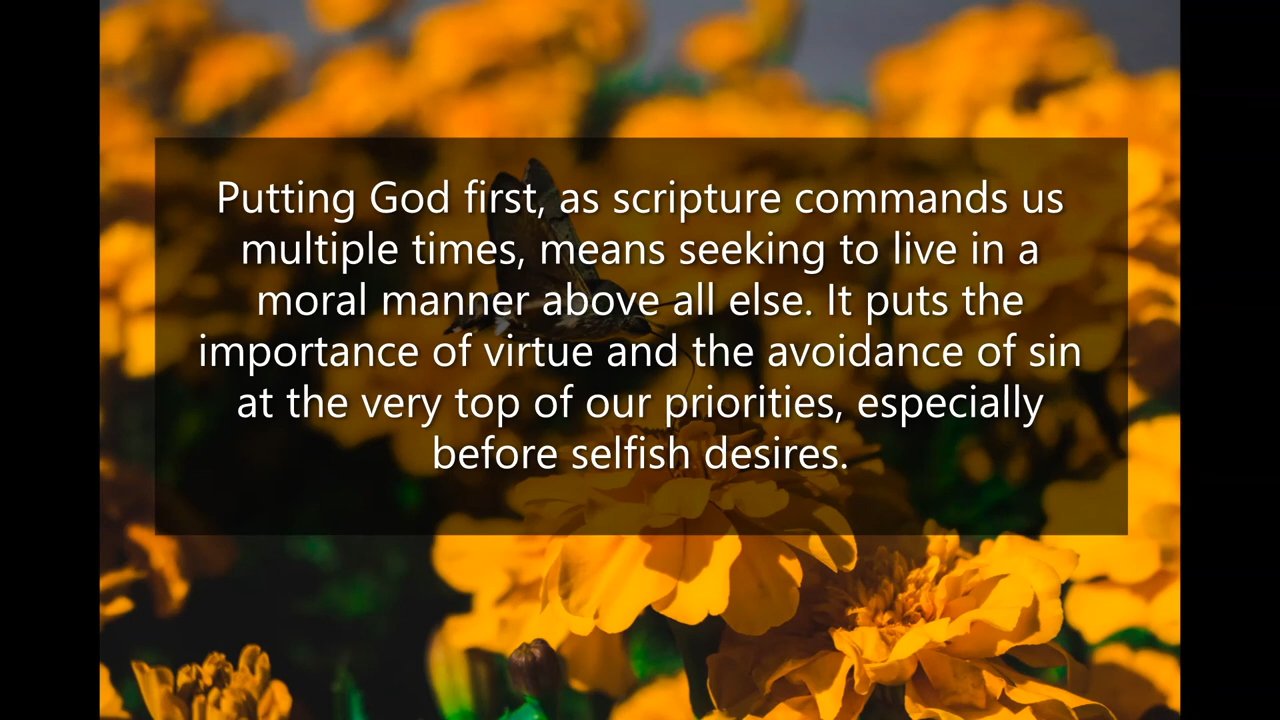 Putting God first, as scripture commands us
multiple times, means seeking to live in a
moral manner above all else. It puts the
importance of virtue and the avoidance of sin
at the very top of our priorities, especially
before selfish desires.